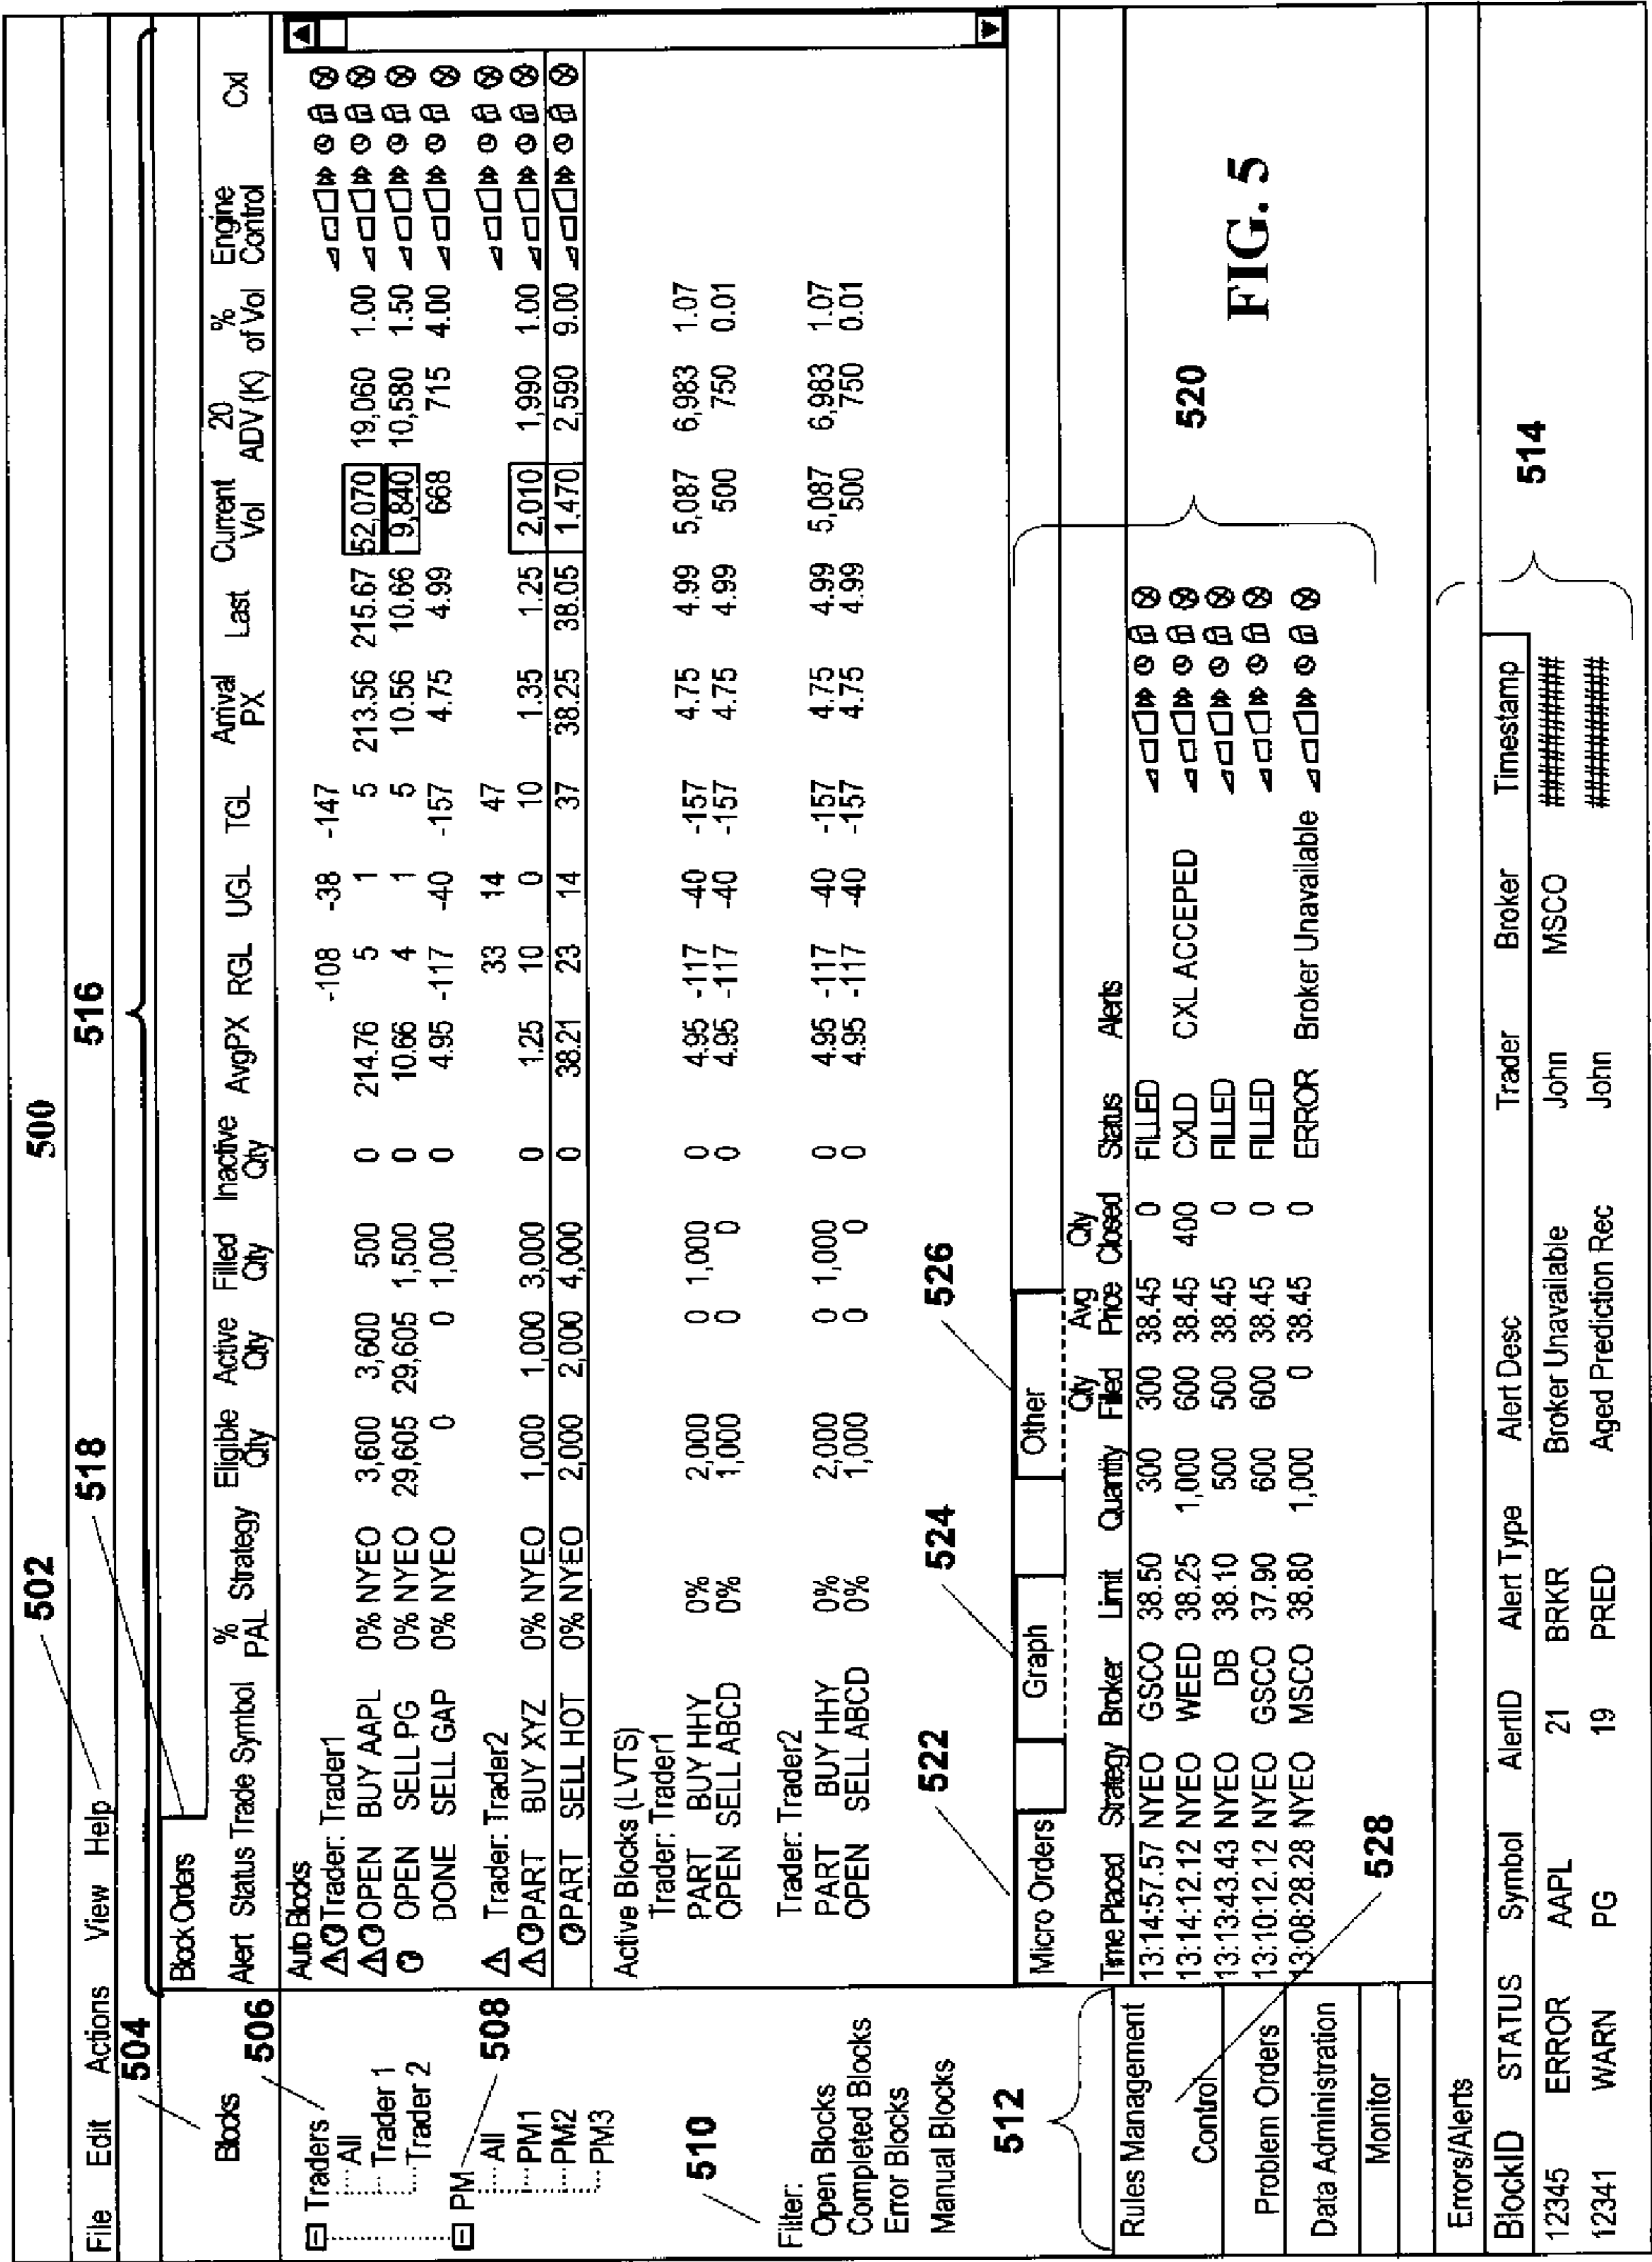 500
502
File Edit Actions View Help
518
516
504
Blocks
506
Traders
All
Trader 1
Trader 2
PM
508
All
PM1
PM2
PM3
510
Filter:
Open Blocks
Completed Blocks
Error Blocks
Manual Blocks
512
Rules Management
Control
Problem Orders
Data Administration
Monitor
528
Block Orders
Alert Status Trade Symbol % PAL Strategy Eligible Qty Active Qty Filled Qty Inactive Qty AvgPX RGL UGL TGL Arrival PX Last Current Vol 20 ADV (K) % of Vol Engine Control Cxl
Auto Blocks
Trader: Trader1 -108 -38 -147
OPEN BUY AAPL 0% NYEO 3,600 3,600 500 0 214.76 5 1 5 213.56 215.67 52,070 19,060 1.00
OPEN SELL PG 0% NYEO 29,605 29,605 1,500 0 10.66 4 1 5 10.56 10.66 9,840 10,580 1.50
DONE SELL GAP 0% NYEO 0 0 1,000 0 4.95 -117 -40 -157 4.75 4.99 668 715 4.00
Trader: Trader2 33 14 47
PART BUY XYZ 0% NYEO 1,000 1,000 3,000 0 1.25 10 0 10 1.35 1.25 2,010 1,990 1.00
PART SELL HOT 0% NYEO 2,000 2,000 4,000 0 38.21 23 14 37 38.25 38.05 1.470 2,590 9.00
Active Blocks (LVTS)
Trader: Trader1
PART BUY HHY 0% 2,000 0 1,000 0 4.95 -117 -40 -157 4.75 4.99 5,087 6,983 1.07
OPEN SELL ABCD 0% 1,000 0 0 0 4.95 -117 -40 -157 4.75 4.99 500 750 0.01
Trader: Trader2
PART BUY HHY 0% 2,000 0 1,000 0 4.95 -117 -40 -157 4.75 4.99 5,087 6,983 1.07
OPEN SELL ABCD 0% 1,000 0 0 0 4.95 -117 -40 -157 4.75 4.99 500 750 0.01
522
524
526
Micro Orders Graph Other
Time Placed Strategy Broker Limit Quantity Qty Filled Avg Price Qty Closed Status Alerts
13:14:57.57 NYEO GSCO 38.50 300 300 38.45 0 FILLED
13:14:12.12 NYEO WEED 38.25 1,000 600 38.45 400 CXLD CXL ACCEPED
13:13:43.43 NYEO DB 38.10 500 500 38.45 0 FILLED
13:10:12.12 NYEO GSCO 37.90 600 600 38.45 0 FILLED
13:08:28.28 NYEO MSCO 38.80 1,000 0 38.45 0 ERROR Broker Unavailable
520
FIG. 5
Errors/Alerts
BlockID STATUS Symbol AlertID Alert Type Alert Desc Trader Broker Timestamp
12345 ERROR AAPL 21 BRKR Broker Unavailable John MSCO ##########
12341 WARN PG 19 PRED Aged Prediction Rec John ##########
514